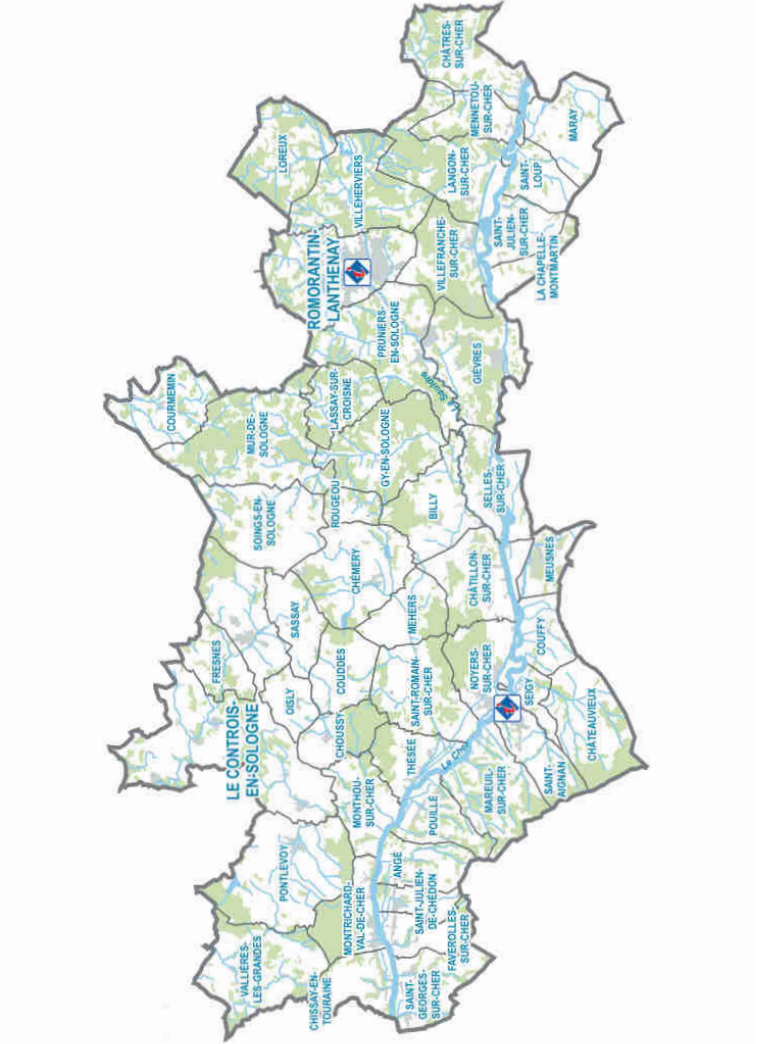 VALLIÈRES-
LES-GRANDES
PONTLEVOY
CHISSAY-EN-
TOURAINE
MONTRICHARD-
VAL-DE-CHER
SAINT-
GEORGES-
SUR-CHER
FAVEROLLES-
SUR-CHER
SAINT-JULIEN-
DE-CHÉDON
ANGÉ
POUILLÉ
MONTHOU-
SUR-CHER
LE CONTROIS-
EN-SOLOGNE
FRESNES
OISLY
SASSAY
CHOUSSY
COUDDES
THÉSÉE
SAINT-ROMAIN-
SUR-CHER
Le Cher
MAREUIL-
SUR-CHER
SAINT-
AIGNAN
CHÂTEAUVIEUX
SEIGY
COUFFY
NOYERS-
SUR-CHER
MEHERS
CHÂTILLON-
SUR-CHER
MEUSNES
CHÉMERY
SOINGS-EN-
SOLOGNE
ROUGEOU
MUR-DE-
SOLOGNE
COURMEMIN
LASSAY-SUR-
CROISNE
GY-EN-SOLOGNE
BILLY
SELLES-
SUR-CHER
La Sauldre
GIÈVRES
PRUNIERS-
EN-SOLOGNE
ROMORANTIN-
LANTHENAY
LOREUX
VILLEHERVIERS
VILLEFRANCHE-
SUR-CHER
LANGON-
SUR-CHER
LA CHAPELLE-
MONTMARTIN
SAINT-
JULIEN-
SUR-CHER
SAINT-
LOUP
MENNETOU-
SUR-CHER
CHÂTRES-
SUR-CHER
MARAY